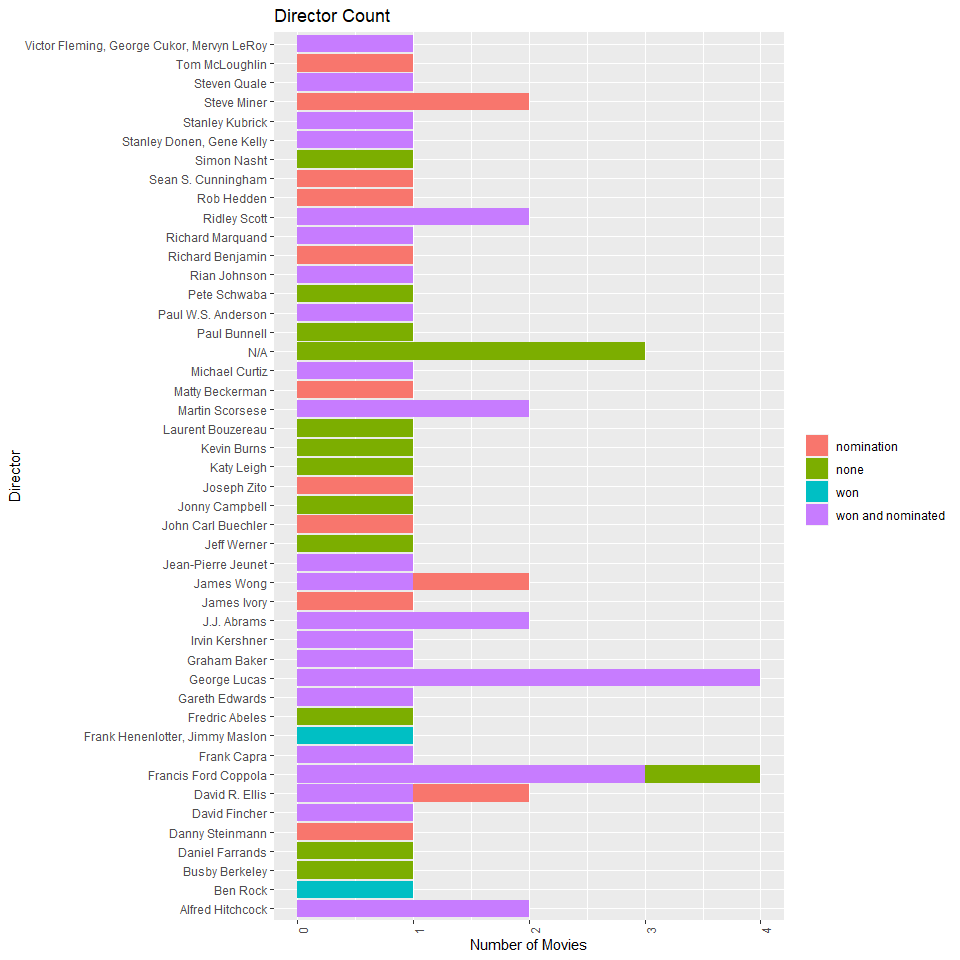 Director Count
Victor Fleming, George Cukor, Mervyn LeRoy
Tom McLoughlin
Steven Quale
Steve Miner
Stanley Kubrick
Stanley Donen, Gene Kelly
Simon Nasht
Sean S. Cunningham
Rob Hedden
Ridley Scott
Richard Marquand
Richard Benjamin
Rian Johnson
Pete Schwaba
Paul W.S. Anderson
Paul Bunnell
N/A
Michael Curtiz
Matty Beckerman
Martin Scorsese
Laurent Bouzereau
Kevin Burns
Katy Leigh
Joseph Zito
Jonny Campbell
John Carl Buechler
Jeff Werner
Jean-Pierre Jeunet
James Wong
James Ivory
J.J. Abrams
Irvin Kershner
Graham Baker
George Lucas
Gareth Edwards
Fredric Abeles
Frank Henenlotter, Jimmy Maslon
Frank Capra
Francis Ford Coppola
David R. Ellis
David Fincher
Danny Steinmann
Daniel Farrands
Busby Berkeley
Ben Rock
Alfred Hitchcock
Director
0 1 2 3 4
Number of Movies
nomination
none
won
won and nominated